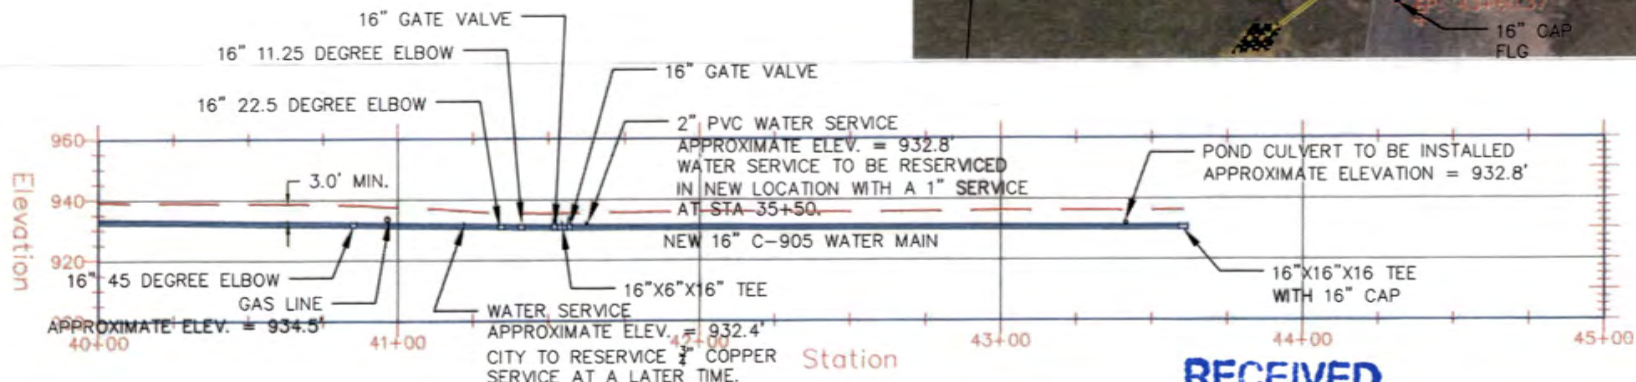 16" GATE VALVE
16" 11.25 DEGREE ELBOW
16" GATE VALVE
16" CAP
FLG
16" 22.5 DEGREE ELBOW
2" PVC WATER SERVICE
APPROXIMATE ELEV. = 932.8'
WATER SERVICE TO BE RESERVICED
IN NEW LOCATION WITH A 1" SERVICE
AT STA 35+50.
POND CULVERT TO BE INSTALLED
APPROXIMATE ELEVATION = 932.8'
960
3.0' MIN.
940
Elevation
NEW 16" C-905 WATER MAIN
920
16" 45 DEGREE ELBOW
16"X6"X16" TEE
16"X16"X16 TEE
WITH 16" CAP
GAS LINE
APPROXIMATE ELEV. = 934.5'
WATER SERVICE
APPROXIMATE ELEV. = 932.4'
CITY TO RESERVICE ¾" COPPER
SERVICE AT A LATER TIME.
40+00
41+00
42+00
43+00
44+00
45+00
Station
RECEIVED